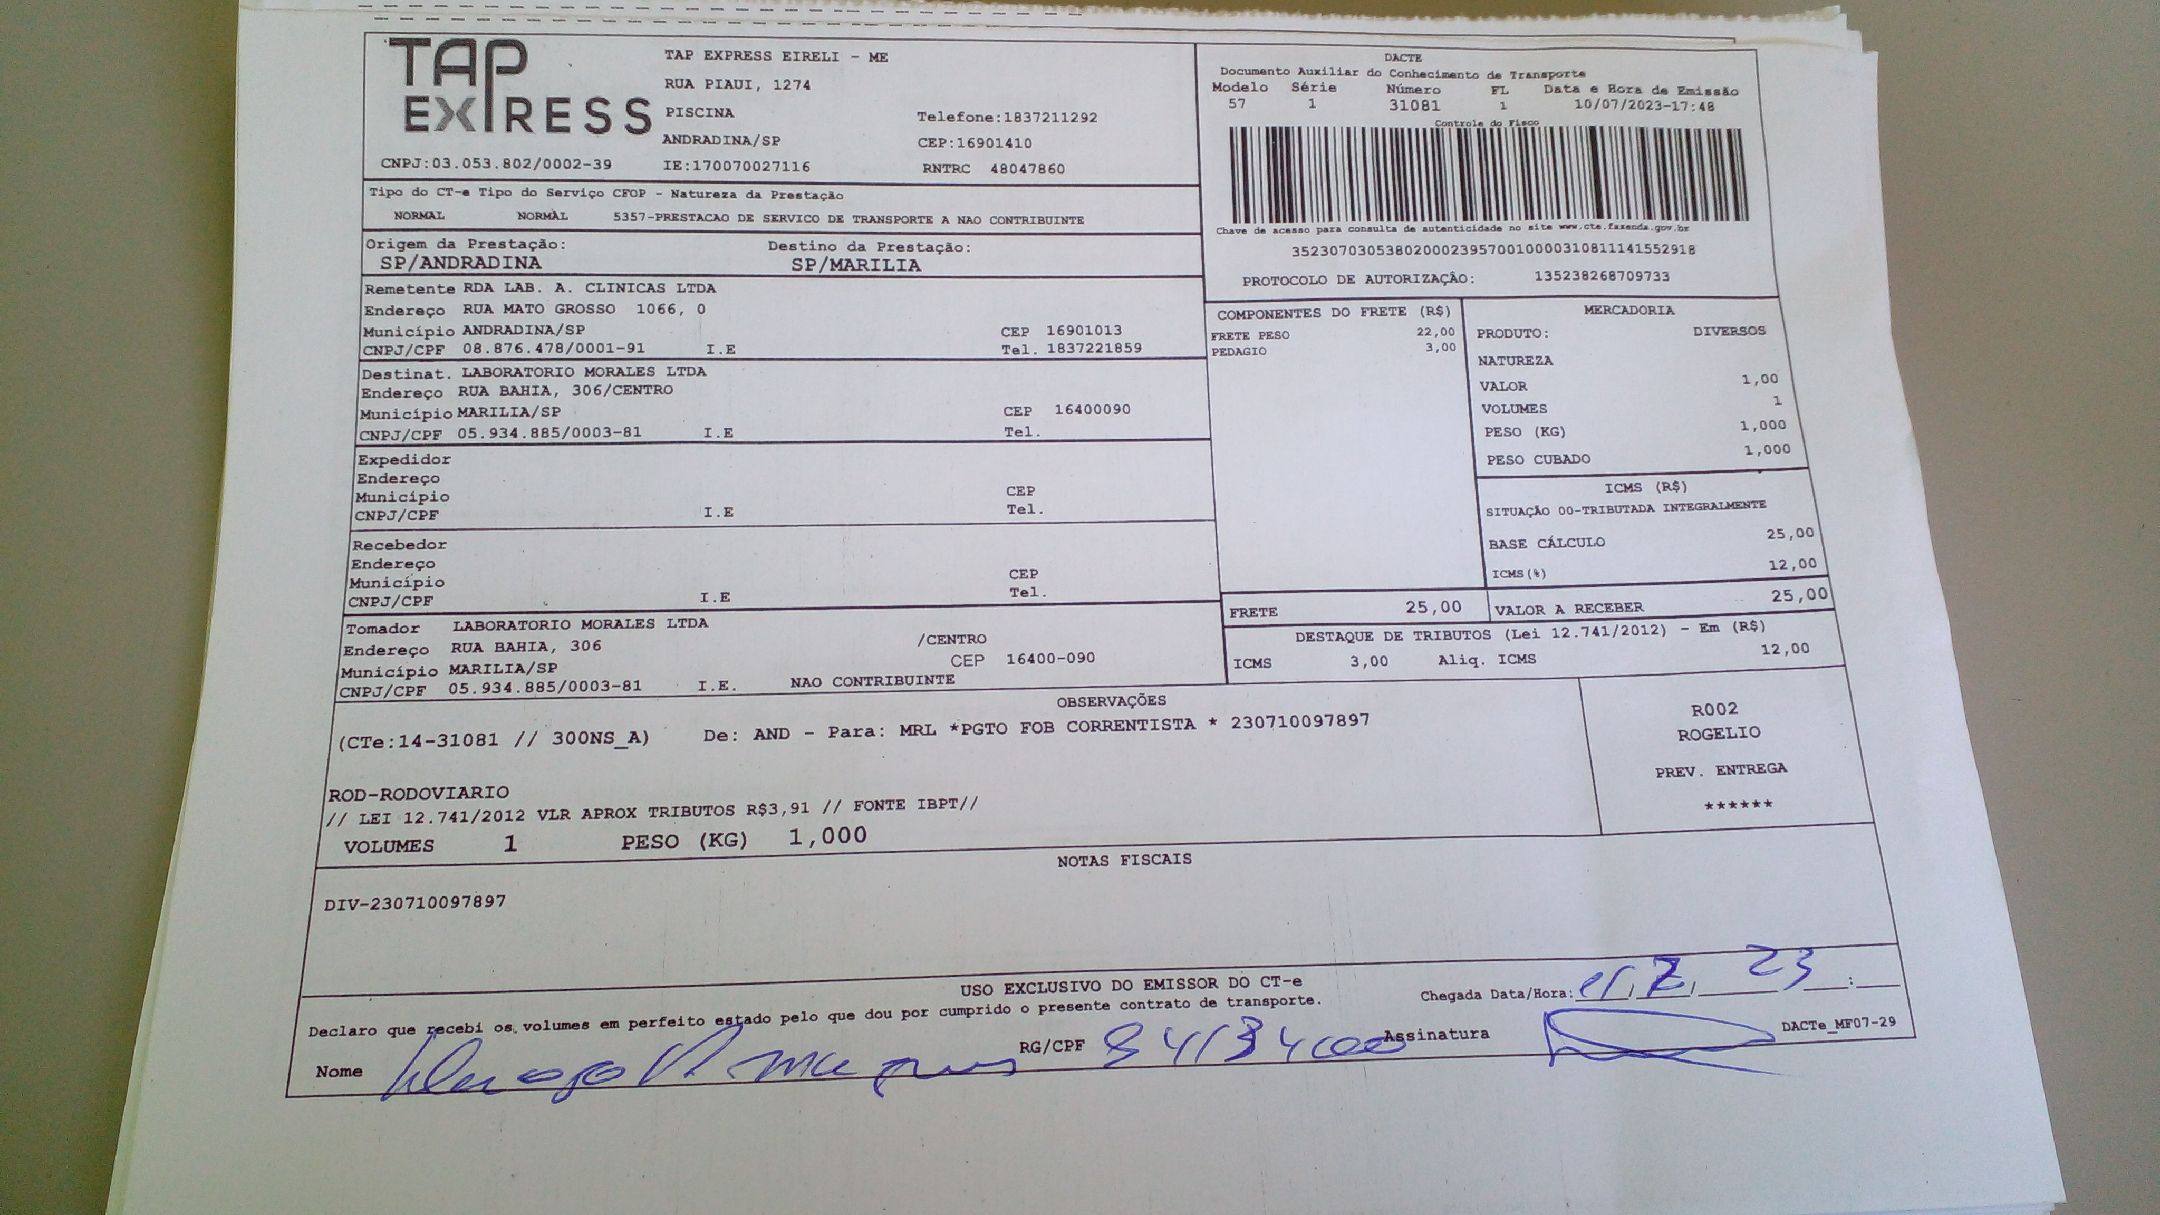 TAP EXPRESS
TAP EXPRESS EIRELI - ME
RUA PIAUI, 1274
PISCINA Telefone:1837211292
ANDRADINA/SP CEP:16901410
CNPJ:03.053.802/0002-39 IE:170070027116 RNTRC 48047860
DACTE
Documento Auxiliar do Conhecimento de Transporte
Modelo Série Número FL Data e Hora de Emissão
57 1 31081 1 10/07/2023-17:48
Controle do Fisco
Chave de acesso para consulta de autenticidade no site www.cte.fazenda.gov.br
35230703053802000239570010000310811141552918
PROTOCOLO DE AUTORIZAÇÃO: 135238268709733
Tipo do CT-e Tipo do Serviço CFOP - Natureza da Prestação
NORMAL NORMAL 5357-PRESTACAO DE SERVICO DE TRANSPORTE A NAO CONTRIBUINTE
Origem da Prestação: Destino da Prestação:
SP/ANDRADINA SP/MARILIA
Remetente RDA LAB. A. CLINICAS LTDA
Endereço RUA MATO GROSSO 1066, 0
Município ANDRADINA/SP CEP 16901013
CNPJ/CPF 08.876.478/0001-91 I.E Tel. 1837221859
Destinat. LABORATORIO MORALES LTDA
Endereço RUA BAHIA, 306/CENTRO
Município MARILIA/SP CEP 16400090
CNPJ/CPF 05.934.885/0003-81 I.E Tel.
Expedidor
Endereço
Município CEP
CNPJ/CPF I.E Tel.
Recebedor
Endereço
Município CEP
CNPJ/CPF I.E Tel.
Tomador LABORATORIO MORALES LTDA
Endereço RUA BAHIA, 306 /CENTRO
Município MARILIA/SP CEP 16400-090
CNPJ/CPF 05.934.885/0003-81 I.E. NAO CONTRIBUINTE
COMPONENTES DO FRETE (R$)
FRETE PESO 22,00
PEDAGIO 3,00
MERCADORIA
PRODUTO: DIVERSOS
NATUREZA
VALOR 1,00
VOLUMES 1
PESO (KG) 1,000
PESO CUBADO 1,000
ICMS (R$)
SITUAÇÃO 00-TRIBUTADA INTEGRALMENTE
BASE CÁLCULO 25,00
ICMS(%) 12,00
FRETE 25,00 VALOR A RECEBER 25,00
DESTAQUE DE TRIBUTOS (Lei 12.741/2012) - Em (R$)
ICMS 3,00 Aliq. ICMS 12,00
OBSERVAÇÕES
(CTe:14-31081 // 300NS_A) De: AND - Para: MRL *PGTO FOB CORRENTISTA * 230710097897
ROD-RODOVIARIO
// LEI 12.741/2012 VLR APROX TRIBUTOS R$3,91 // FONTE IBPT//
VOLUMES 1 PESO (KG) 1,000
R002
ROGELIO
PREV. ENTREGA
******
NOTAS FISCAIS
DIV-230710097897
USO EXCLUSIVO DO EMISSOR DO CT-e
Declaro que recebi os volumes em perfeito estado pelo que dou por cumprido o presente contrato de transporte.
Chegada Data/Hora: 7 23
Nome RG/CPF Assinatura DACTe_MF07-29